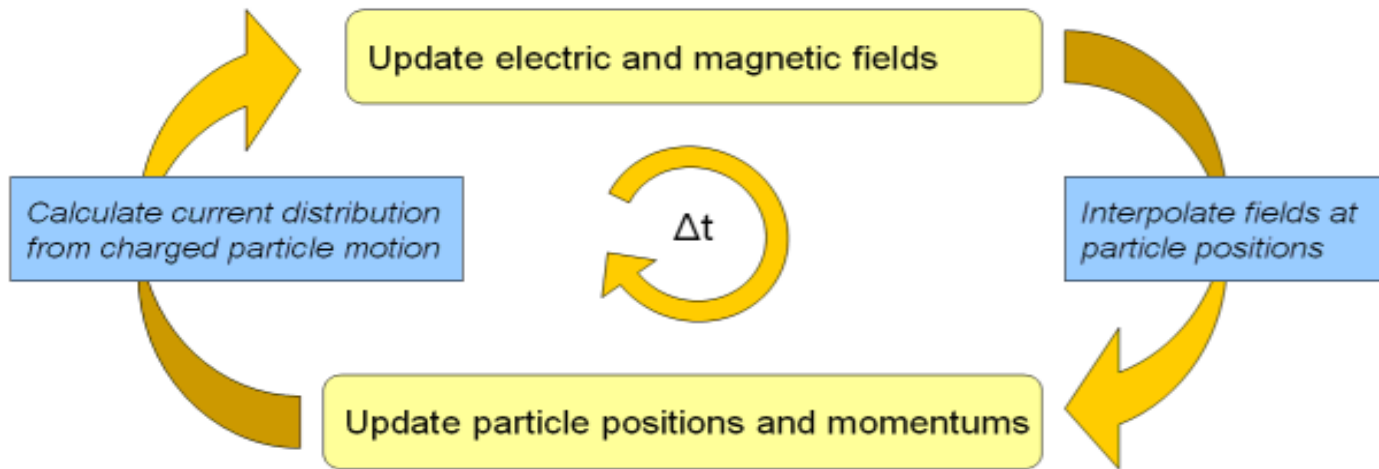 Update electric and magnetic fields
Calculate current distribution
from charged particle motion
Δt
Interpolate fields at
particle positions
Update particle positions and momentums